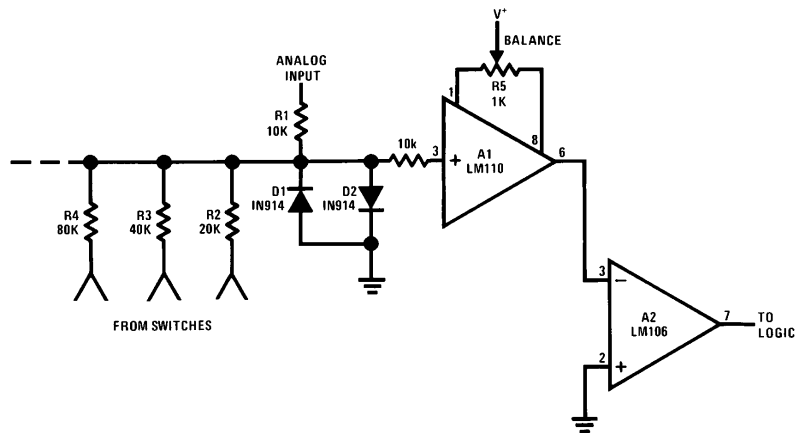 V+
BALANCE
ANALOG
INPUT
R5
1K
1
R1
10K
8
10k
3
+
A1
LM110
6
D1
IN914
D2
IN914
R4
80K
R3
40K
R2
20K
3
−
FROM SWITCHES
A2
LM106
7
TO
LOGIC
2
+